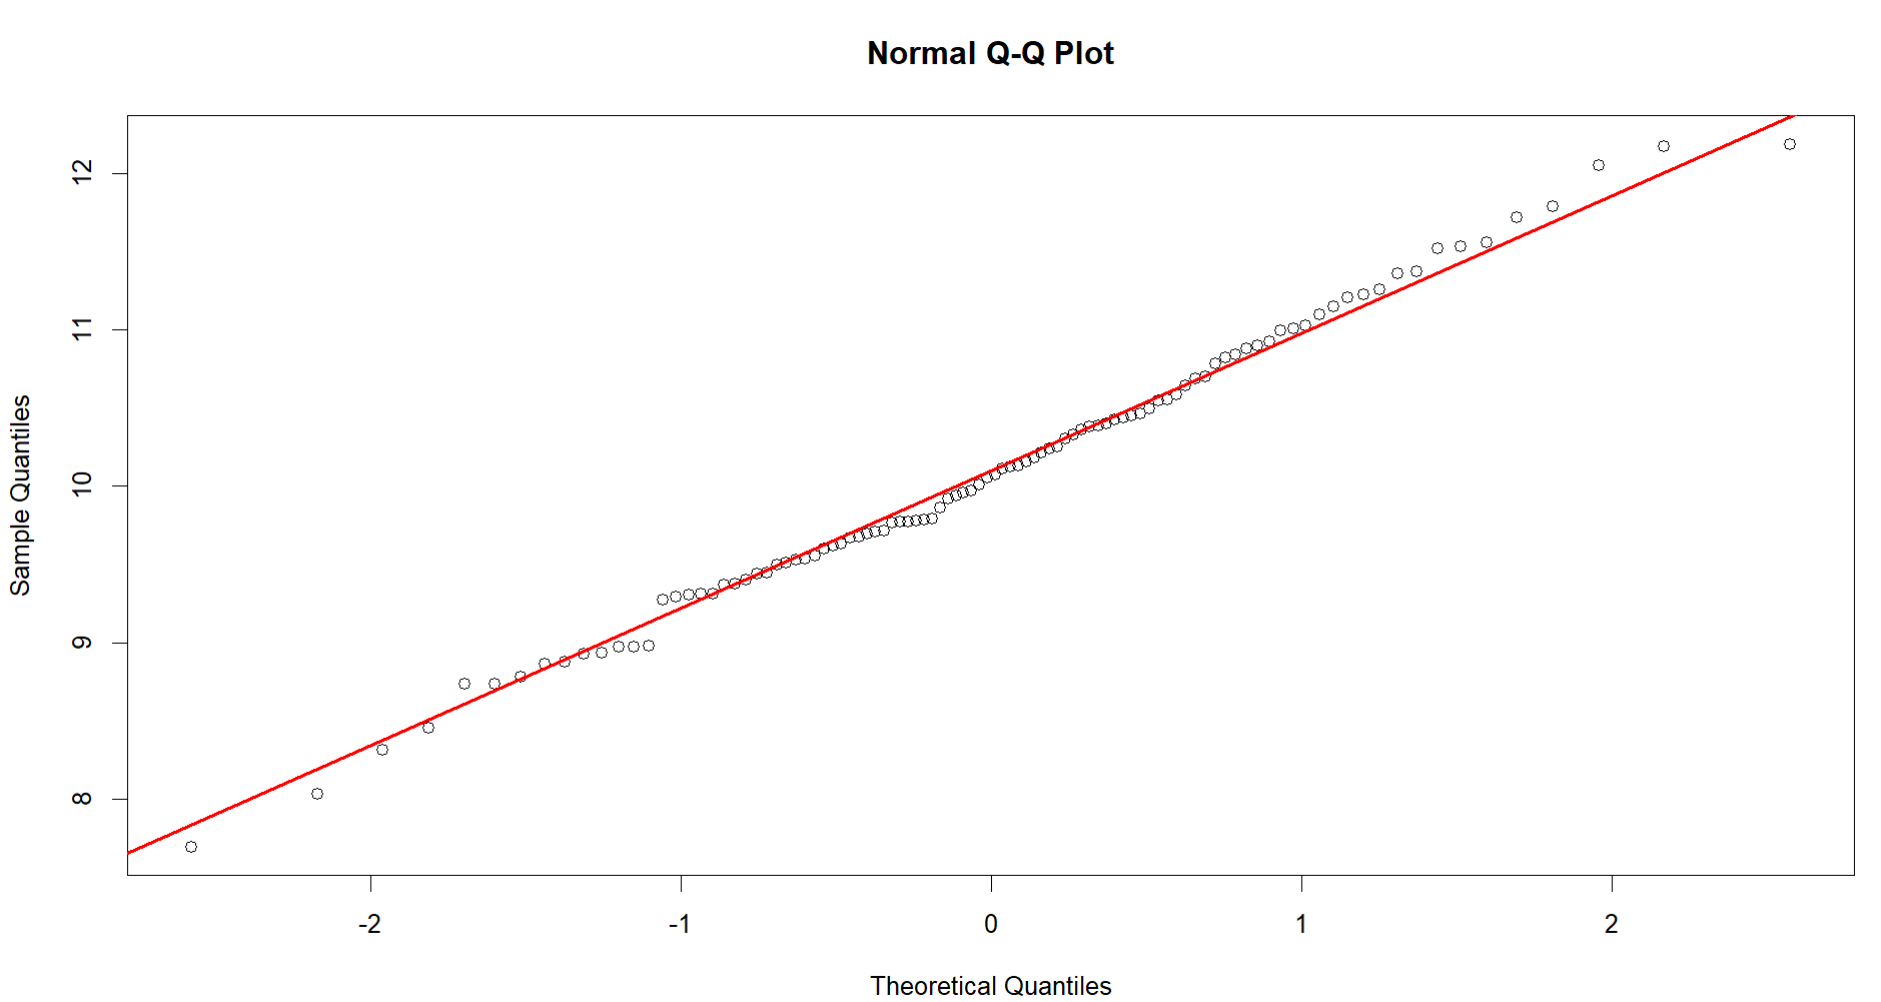 Normal Q-Q Plot
12
11
10
9
8
Sample Quantiles
-2 -1 0 1 2
Theoretical Quantiles